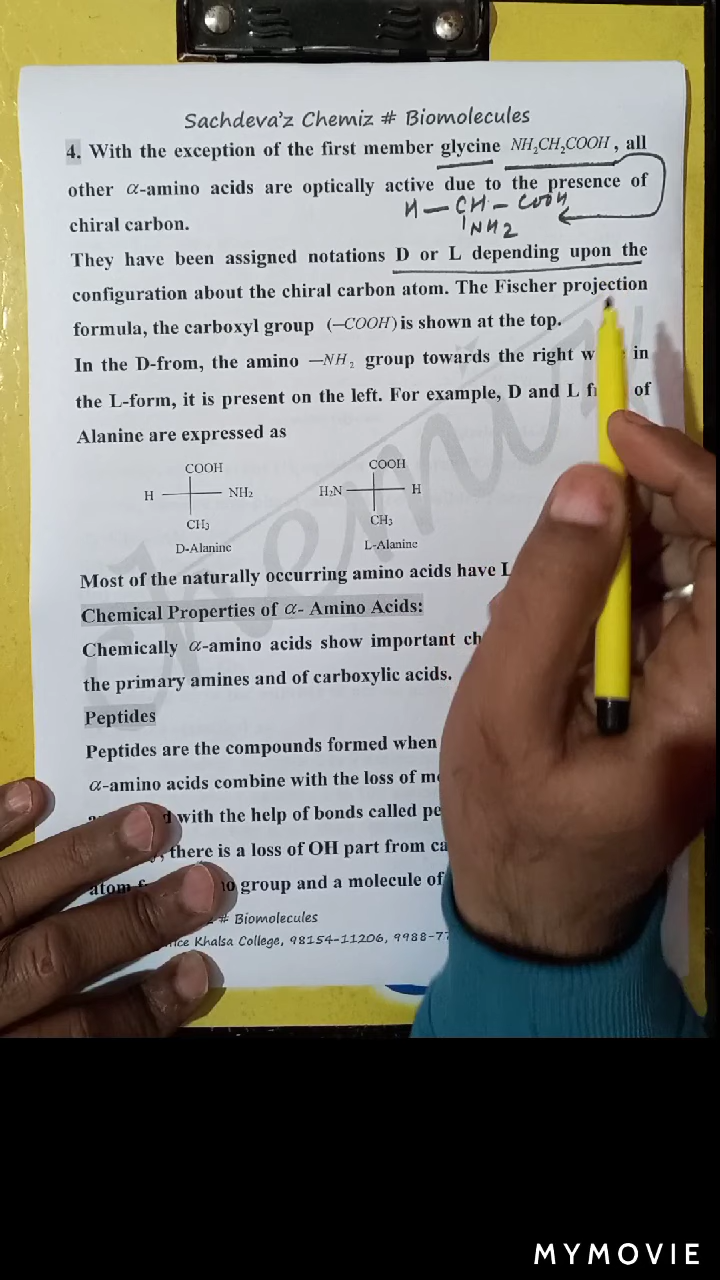 Sachdeva'z Chemiz # Biomolecules
4. With the exception of the first member glycine NH₂CH₂COOH, all
other α-amino acids are optically active due to the presence of
H — CH — COOH
chiral carbon.
NH2
They have been assigned notations D or L depending upon the
configuration about the chiral carbon atom. The Fischer projection
formula, the carboxyl group (–COOH) is shown at the top.
In the D-from, the amino –NH₂ group towards the right w in
the L-form, it is present on the left. For example, D and L f of
Alanine are expressed as
COOH COOH
H NH₂ H₂N H
CH₃ CH₃
D-Alanine L-Alanine
Most of the naturally occurring amino acids have L
Chemical Properties of α- Amino Acids:
Chemically α-amino acids show important ch
the primary amines and of carboxylic acids.
Peptides
Peptides are the compounds formed when
α-amino acids combine with the loss of m
with the help of bonds called pe
there is a loss of OH part from ca
atom group and a molecule of
# Biomolecules
Khalsa College, 98154-11206, 9988-77
chemiz
MYMOVIE